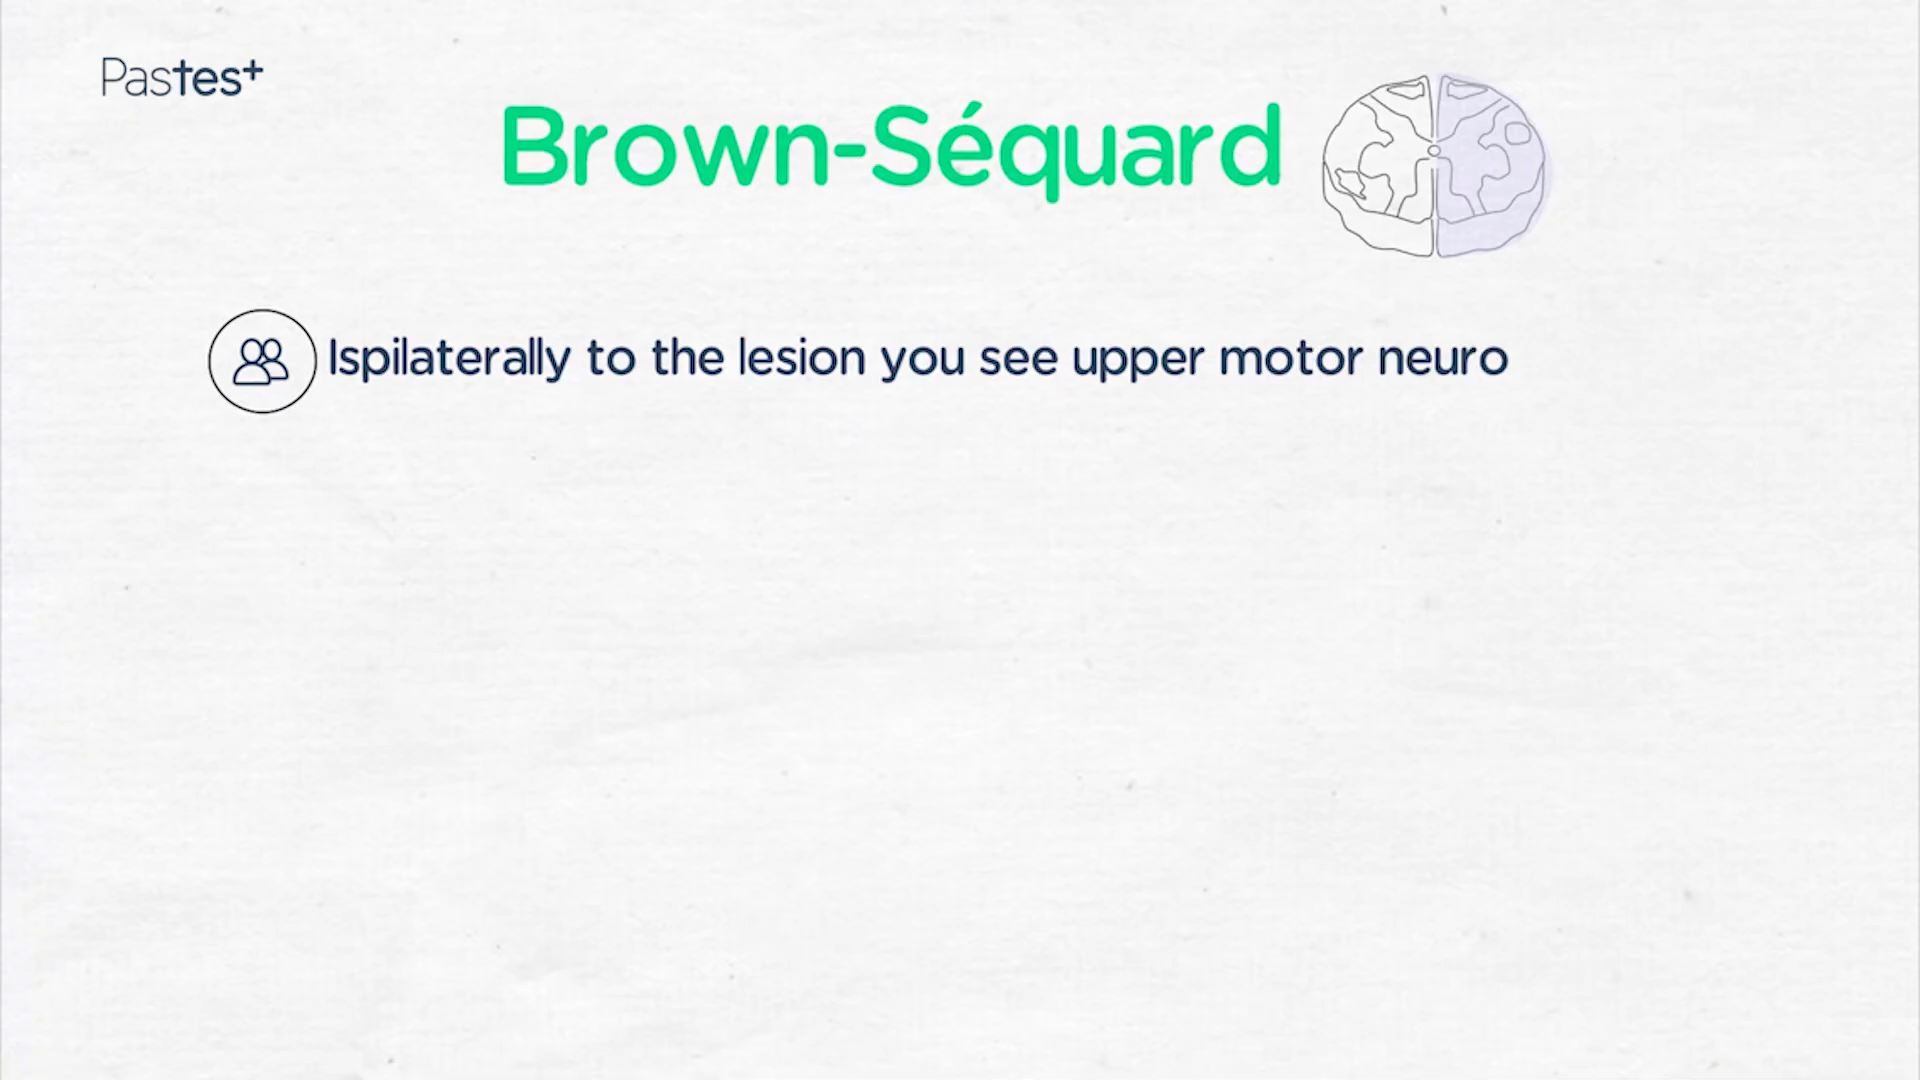 Pastest
Brown-Séquard
Ispilaterally to the lesion you see upper motor neuro